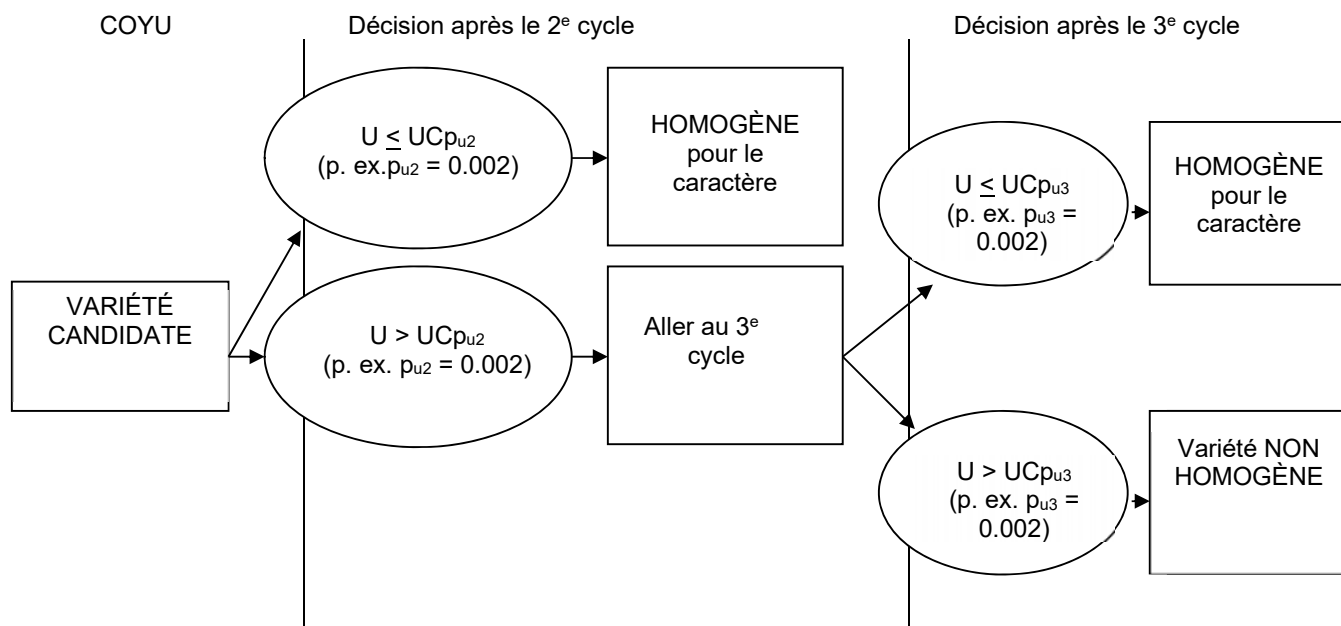 COYU
Décision après le 2e cycle
Décision après le 3e cycle
U ≤ UCpu2
(p. ex.pu2 = 0.002)
HOMOGÈNE
pour le
caractère
U ≤ UCpu3
(p. ex. pu3 =
0.002)
HOMOGÈNE
pour le
caractère
VARIÉTÉ
CANDIDATE
U > UCpu2
(p. ex. pu2 = 0.002)
Aller au 3e
cycle
U > UCpu3
(p. ex. pu3 =
0.002)
Variété NON
HOMOGÈNE